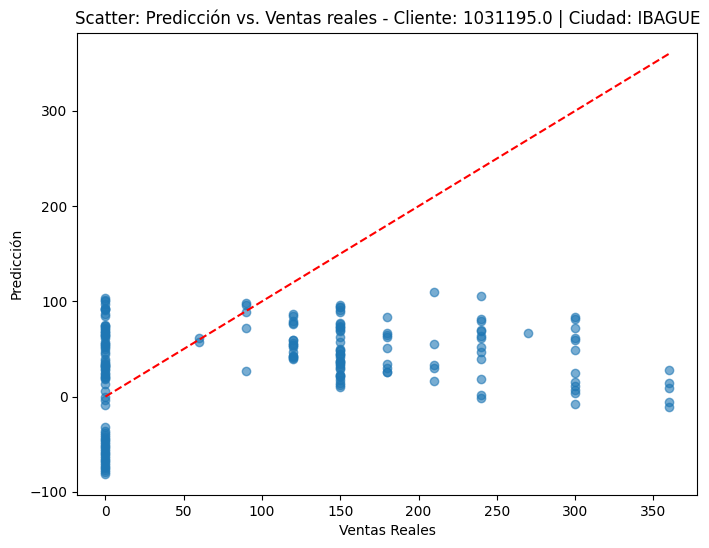 Scatter: Predicción vs. Ventas reales - Cliente: 1031195.0 | Ciudad: IBAGUE
300
200
100
0
−100
Predicción
0 50 100 150 200 250 300 350
Ventas Reales